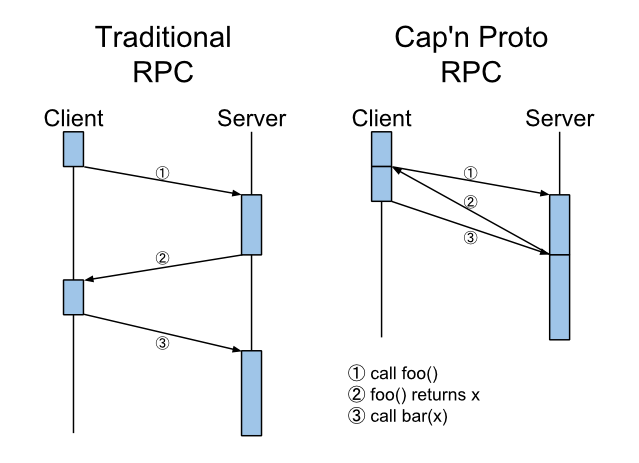 Traditional
RPC
Client
Server
①
②
③
Cap'n Proto
RPC
Client
Server
①
②
③
① call foo()
② foo() returns x
③ call bar(x)